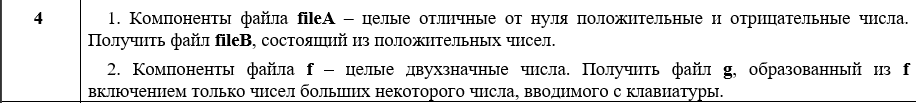 4
1. Компоненты файла fileA – целые отличные от нуля положительные и отрицательные числа.
Получить файл fileB, состоящий из положительных чисел.
2. Компоненты файла f – целые двухзначные числа. Получить файл g, образованный из f
включением только чисел больших некоторого числа, вводимого с клавиатуры.